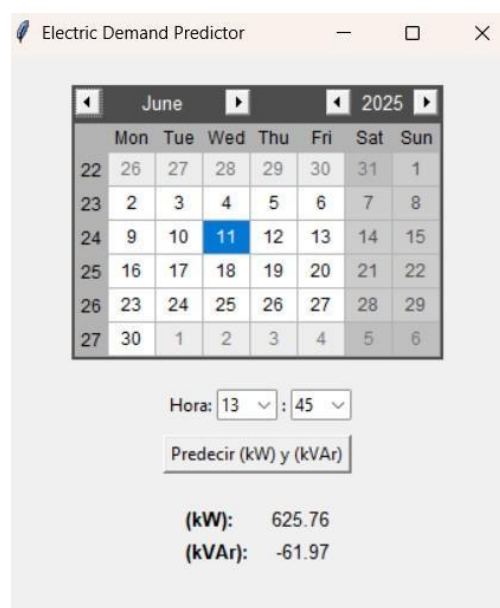 Electric Demand Predictor
June 2025
Mon Tue Wed Thu Fri Sat Sun
22 26 27 28 29 30 31 1
23 2 3 4 5 6 7 8
24 9 10 11 12 13 14 15
25 16 17 18 19 20 21 22
26 23 24 25 26 27 28 29
27 30 1 2 3 4 5 6
Hora: 13 : 45
Predecir (kW) y (kVAr)
(kW): 625.76
(kVAr): -61.97